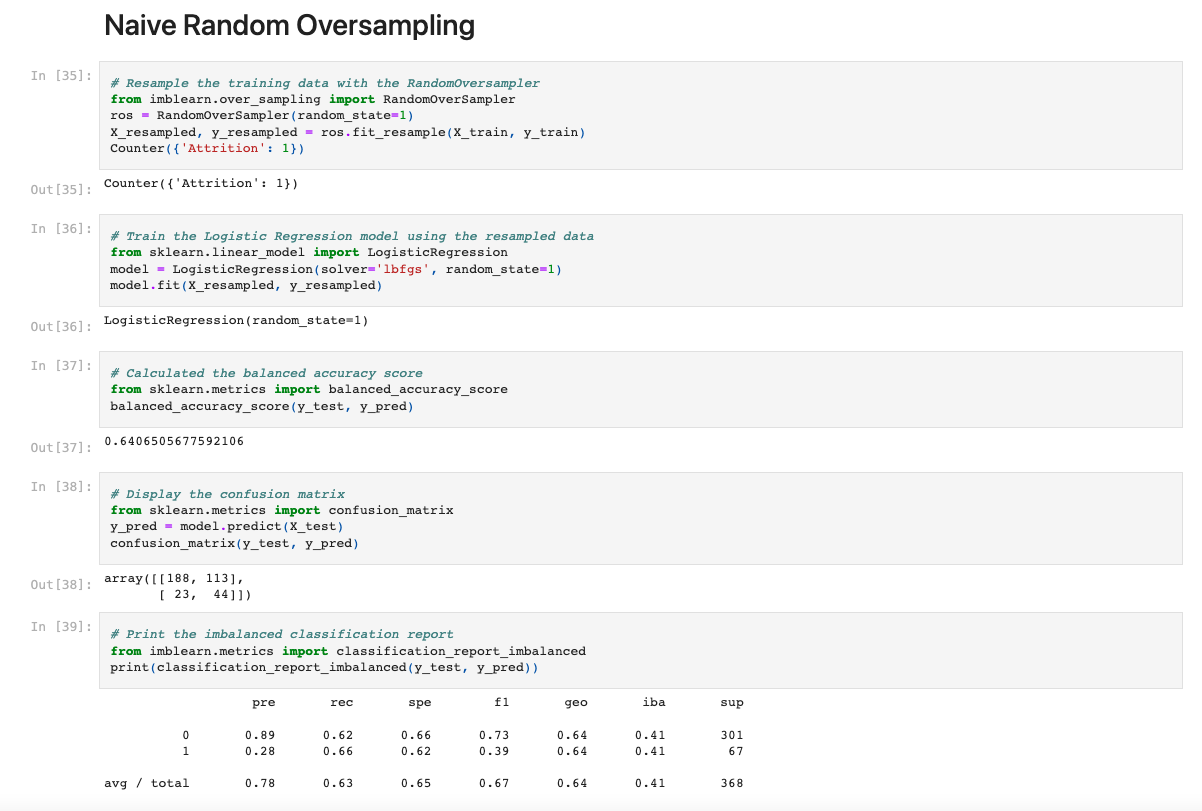 Naive Random Oversampling
In [35]:
# Resample the training data with the RandomOversampler
from imblearn.over_sampling import RandomOverSampler
ros = RandomOverSampler(random_state=1)
X_resampled, y_resampled = ros.fit_resample(X_train, y_train)
Counter({'Attrition': 1})
Out[35]:
Counter({'Attrition': 1})
In [36]:
# Train the Logistic Regression model using the resampled data
from sklearn.linear_model import LogisticRegression
model = LogisticRegression(solver='lbfgs', random_state=1)
model.fit(X_resampled, y_resampled)
Out[36]:
LogisticRegression(random_state=1)
In [37]:
# Calculated the balanced accuracy score
from sklearn.metrics import balanced_accuracy_score
balanced_accuracy_score(y_test, y_pred)
Out[37]:
0.6406505677592106
In [38]:
# Display the confusion matrix
from sklearn.metrics import confusion_matrix
y_pred = model.predict(X_test)
confusion_matrix(y_test, y_pred)
Out[38]:
array([[188, 113],
       [ 23,  44]])
In [39]:
# Print the imbalanced classification report
from imblearn.metrics import classification_report_imbalanced
print(classification_report_imbalanced(y_test, y_pred))
pre rec spe f1 geo iba sup
0 0.89 0.62 0.66 0.73 0.64 0.41 301
1 0.28 0.66 0.62 0.39 0.64 0.41 67
avg / total 0.78 0.63 0.65 0.67 0.64 0.41 368